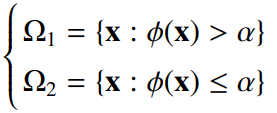 Ω₁ = {x : ϕ(x) > α}
Ω₂ = {x : ϕ(x) ≤ α}